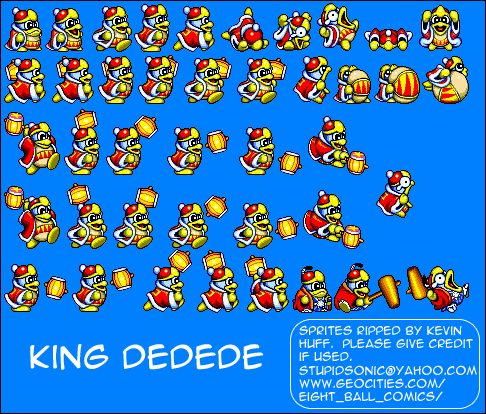 KING DEDEDE
SPRITES RIPPED BY KEVIN
HUFF. PLEASE GIVE CREDIT
IF USED.
STUPIDSONIC@YAHOO.COM
WWW.GEOCITIES.COM/
EIGHT_BALL_COMICS/